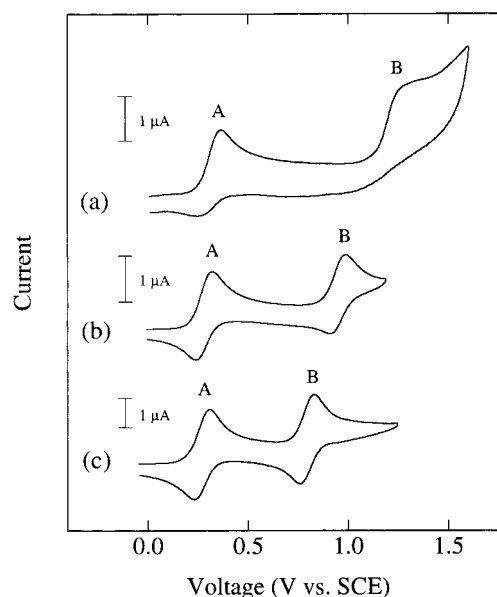 B
A
1 μA
(a)
B
A
1 μA
(b)
B
A
1 μA
(c)
Current
0.0 0.5 1.0 1.5
Voltage (V vs. SCE)